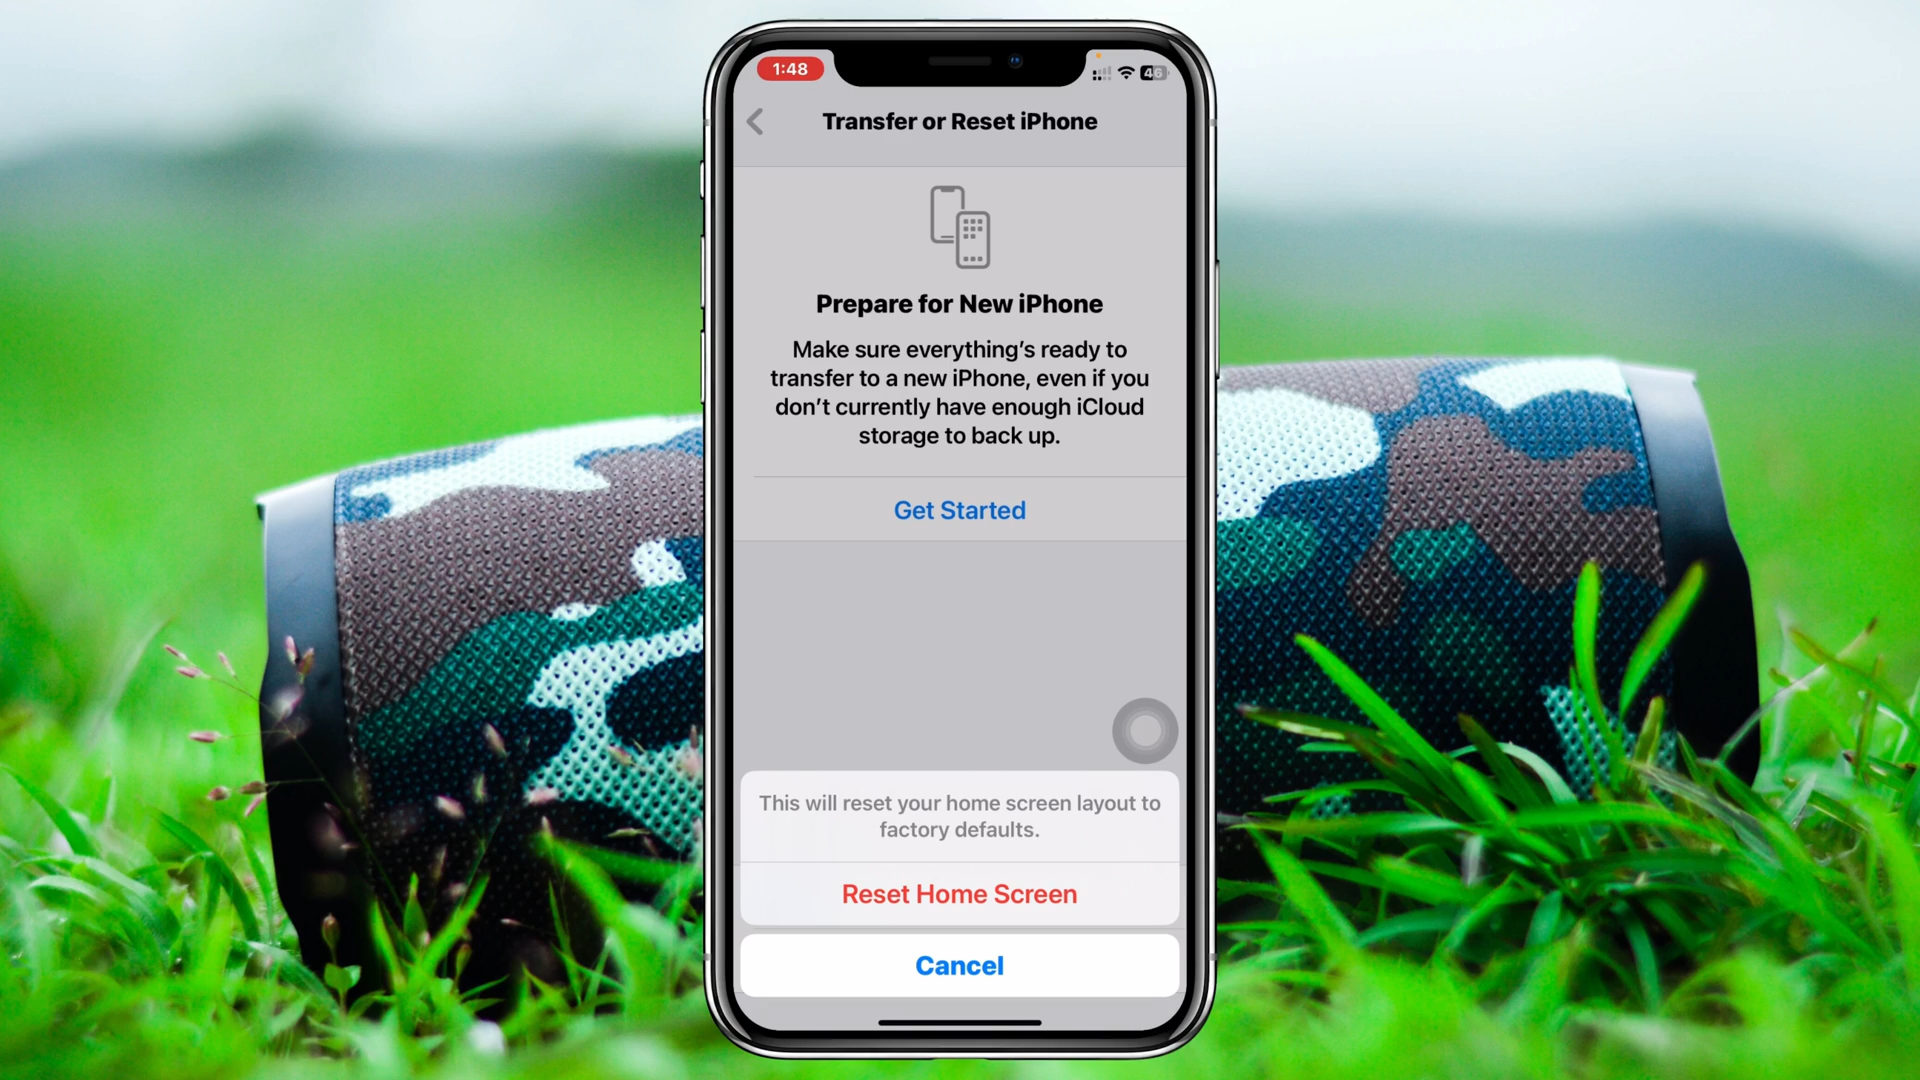 1:48
46
Transfer or Reset iPhone
Prepare for New iPhone
Make sure everything’s ready to
transfer to a new iPhone, even if you
don’t currently have enough iCloud
storage to back up.
Get Started
This will reset your home screen layout to
factory defaults.
Reset Home Screen
Cancel